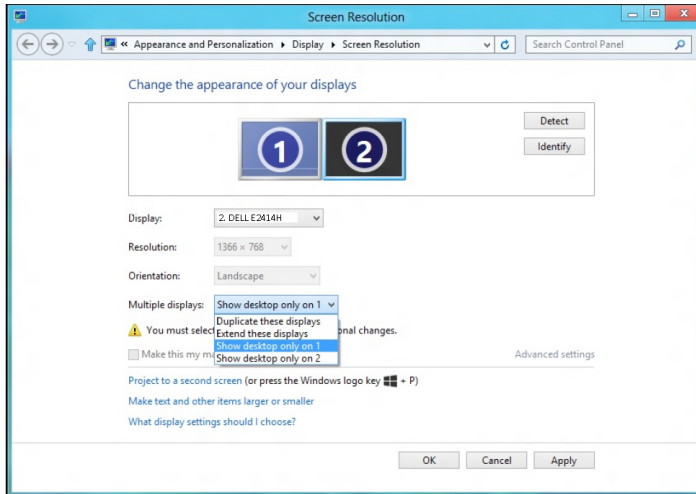 Screen Resolution
« Appearance and Personalization ▸ Display ▸ Screen Resolution Search Control Panel
Change the appearance of your displays
1 2
Detect
Identify
Display: 2. DELL E2414H
Resolution: 1366 × 768
Orientation: Landscape
Multiple displays: Show desktop only on 1
Duplicate these displays
Extend these displays
Show desktop only on 1
Show desktop only on 2
You must selec onal changes.
Make this my ma Advanced settings
Project to a second screen (or press the Windows logo key + P)
Make text and other items larger or smaller
What display settings should I choose?
OK Cancel Apply